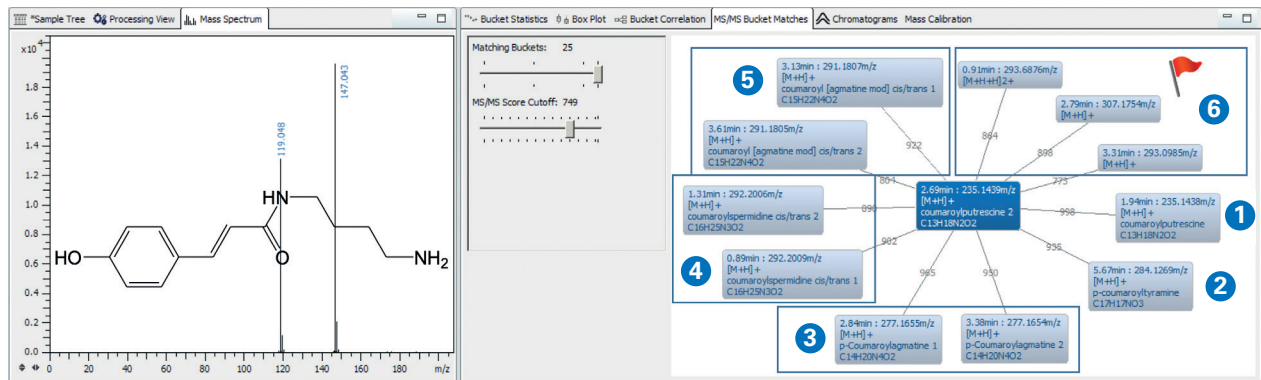 *Sample Tree
Processing View
Mass Spectrum
x10⁴
2.0
1.8
1.6
1.4
1.2
1.0
0.8
0.6
0.4
0.2
0.0
0 20 40 60 80 100 120 140 160 180 m/z
119.048
147.043
HO
HN
O
NH₂
Bucket Statistics
Box Plot
Bucket Correlation
MS/MS Bucket Matches
Chromatograms
Mass Calibration
Matching Buckets: 25
MS/MS Score Cutoff: 749
5
3.13min : 291.1807m/z
[M+H]+
coumaroyl [agmatine mod] cis/trans 1
C15H22N4O2
922
3.61min : 291.1805m/z
[M+H]+
coumaroyl [agmatine mod] cis/trans 2
C15H22N4O2
0.91min : 293.6876m/z
[M+H+H]2+
864
6
2.79min : 307.1754m/z
[M+H]+
898
3.31min : 293.0985m/z
[M+H]+
773
2.69min : 235.1439m/z
[M+H]+
coumaroylputrescine 2
C13H18N2O2
998
1.94min : 235.1438m/z
[M+H]+
coumaroylputrescine
C13H18N2O2
1
935
5.67min : 284.1269m/z
[M+H]+
p-coumaroyltyramine
C17H17NO3
2
1.31min : 292.2006m/z
[M+H]+
coumaroylspermidine cis/trans 2
C16H25N3O2
902
0.89min : 292.2009m/z
[M+H]+
coumaroylspermidine cis/trans 1
C16H25N3O2
4
965
950
3
2.84min : 277.1655m/z
[M+H]+
p-Coumaroylagmatine 1
C14H20N4O2
3.38min : 277.1654m/z
[M+H]+
p-Coumaroylagmatine 2
C14H20N4O2